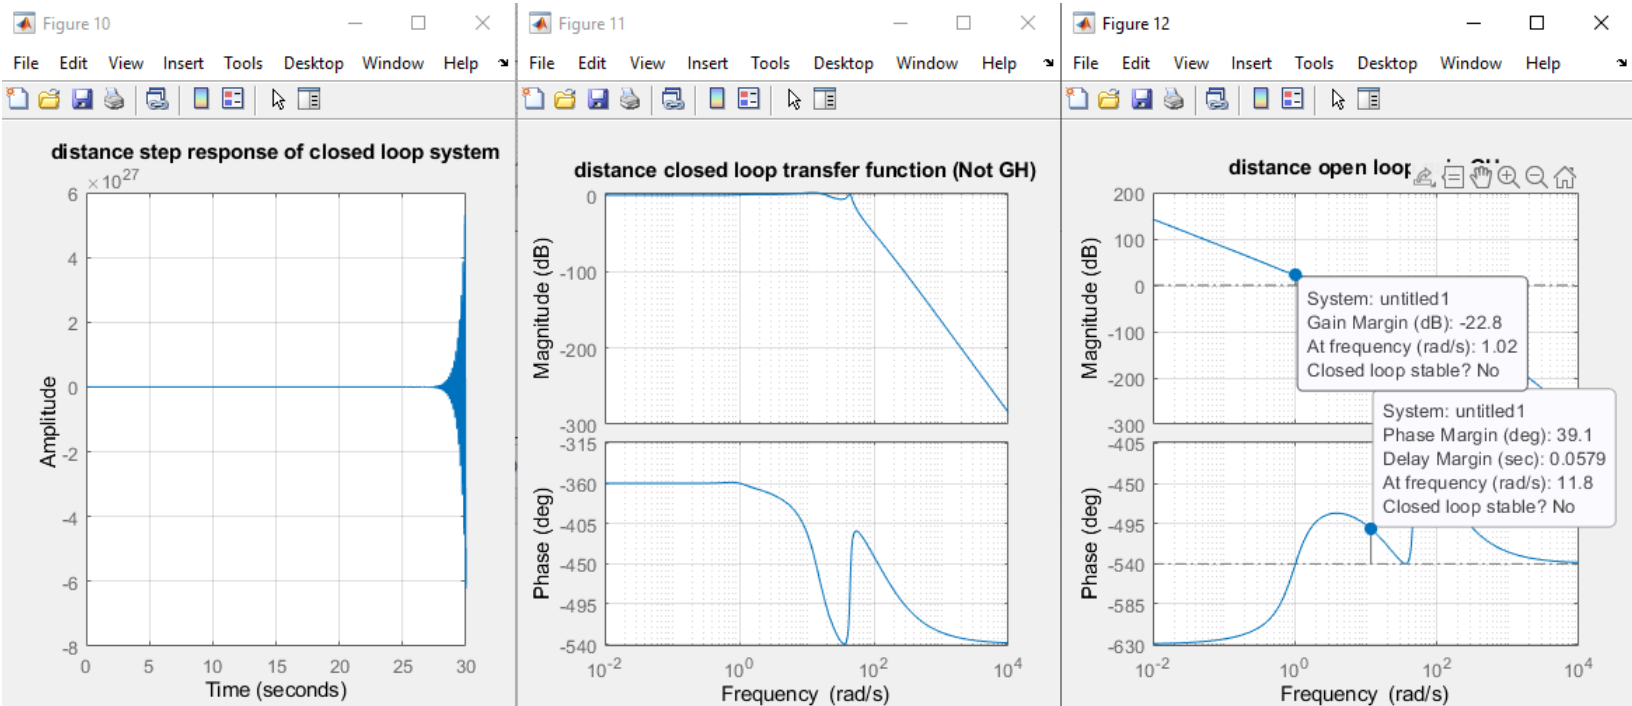 Figure 10
File Edit View Insert Tools Desktop Window Help
distance step response of closed loop system
×10^27
6
4
2
0
-2
-4
-6
-8
Amplitude
0 5 10 15 20 25 30
Time (seconds)
Figure 11
File Edit View Insert Tools Desktop Window Help
distance closed loop transfer function (Not GH)
0
-100
-200
-300
Magnitude (dB)
-315
-360
-405
-450
-495
-540
Phase (deg)
10^-2 10^0 10^2 10^4
Frequency (rad/s)
Figure 12
File Edit View Insert Tools Desktop Window Help
distance open loop
200
100
0
-100
-200
-300
Magnitude (dB)
System: untitled1
Gain Margin (dB): -22.8
At frequency (rad/s): 1.02
Closed loop stable? No
System: untitled1
Phase Margin (deg): 39.1
Delay Margin (sec): 0.0579
At frequency (rad/s): 11.8
Closed loop stable? No
-405
-450
-495
-540
-585
-630
Phase (deg)
10^-2 10^0 10^2 10^4
Frequency (rad/s)